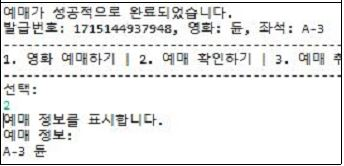 예매가 성공적으로 완료되었습니다.
발급번호: 1715144937948, 영화: 듄, 좌석: A-3
1. 영화 예매하기 | 2. 예매 확인하기 | 3. 예매
선택:
2
예매 정보를 표시합니다.
예매 정보:
A-3 듄